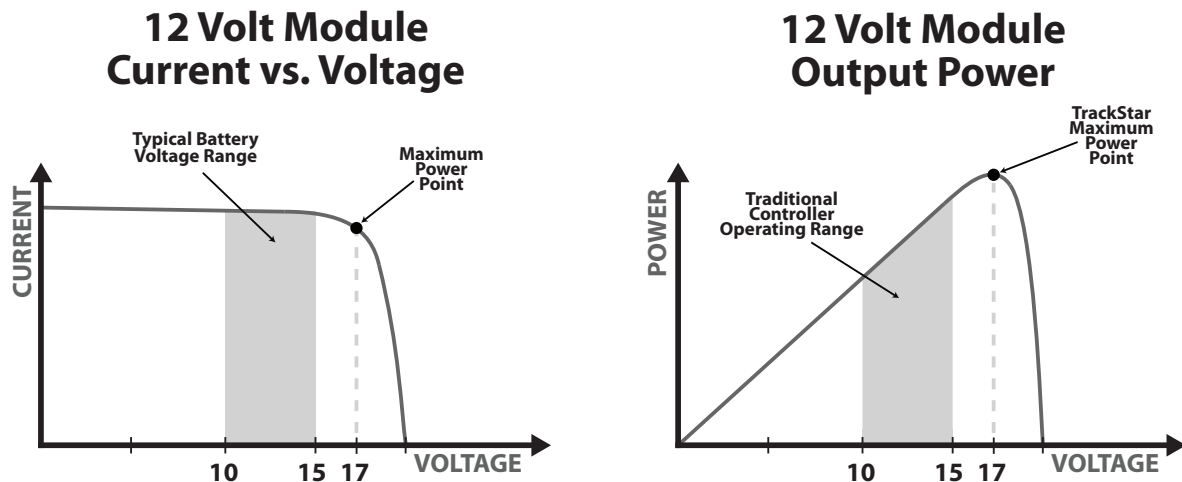 12 Volt Module
Current vs. Voltage
Typical Battery
Voltage Range
Maximum
Power
Point
CURRENT
10
15
17
VOLTAGE
12 Volt Module
Output Power
TrackStar
Maximum
Power
Point
Traditional
Controller
Operating Range
POWER
10
15
17
VOLTAGE